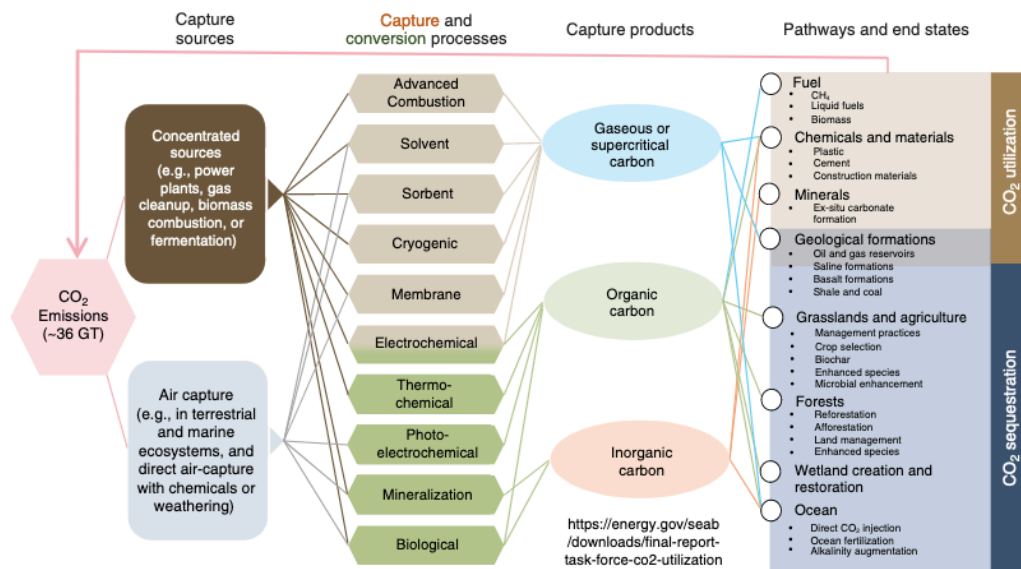 Capture
sources
Capture and
conversion processes
Capture products
Pathways and end states
CO₂
Emissions
(~36 GT)
Concentrated
sources
(e.g., power
plants, gas
cleanup, biomass
combustion, or
fermentation)
Air capture
(e.g., in terrestrial
and marine
ecosystems, and
direct air-capture
with chemicals or
weathering)
Advanced
Combustion
Solvent
Sorbent
Cryogenic
Membrane
Electrochemical
Thermo-
chemical
Photo-
electrochemical
Mineralization
Biological
Gaseous or
supercritical
carbon
Organic
carbon
Inorganic
carbon
https://energy.gov/seab
/downloads/final-report-
task-force-co2-utilization
Fuel
• CH₄
• Liquid fuels
• Biomass
Chemicals and materials
• Plastic
• Cement
• Construction materials
Minerals
• Ex-situ carbonate
formation
Geological formations
• Oil and gas reservoirs
• Saline formations
• Basalt formations
• Shale and coal
Grasslands and agriculture
• Management practices
• Crop selection
• Biochar
• Enhanced species
• Microbial enhancement
Forests
• Reforestation
• Afforestation
• Land management
• Enhanced species
Wetland creation and
restoration
Ocean
• Direct CO₂ injection
• Ocean fertilization
• Alkalinity augmentation
CO₂ utilization
CO₂ sequestration